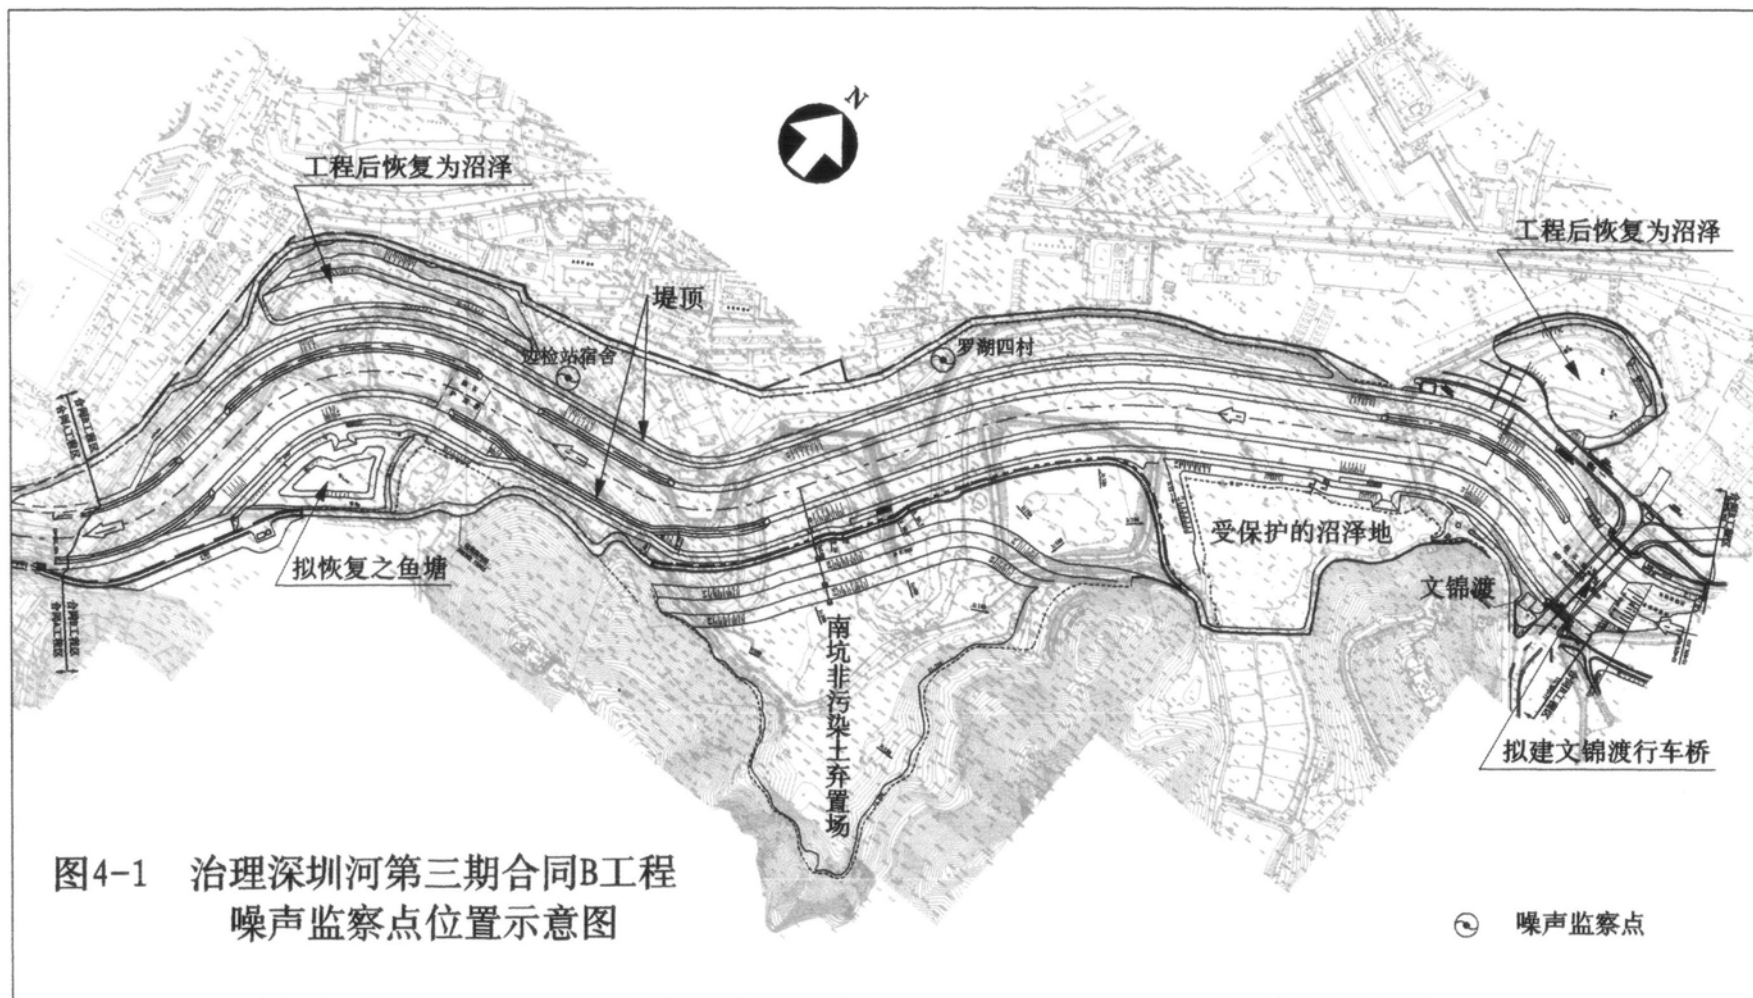 N
工程后恢复为沼泽
工程后恢复为沼泽
堤顶
边检站宿舍
罗湖四村
受保护的沼泽地
拟恢复之鱼塘
文锦渡
南坑非污染土弃置场
拟建文锦渡行车桥
图4-1 治理深圳河第三期合同B工程
噪声监察点位置示意图
噪声监察点